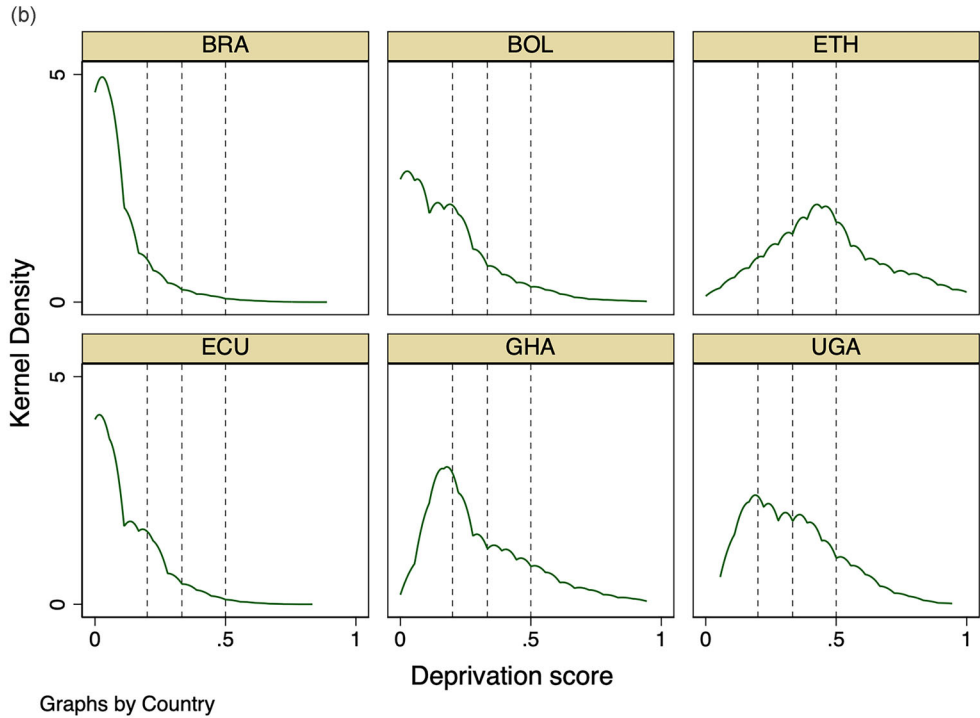 (b)
BRA BOL ETH
5
0
Kernel Density
ECU GHA UGA
5
0
0 .5 1 0 .5 1 0 .5 1
Deprivation score
Graphs by Country